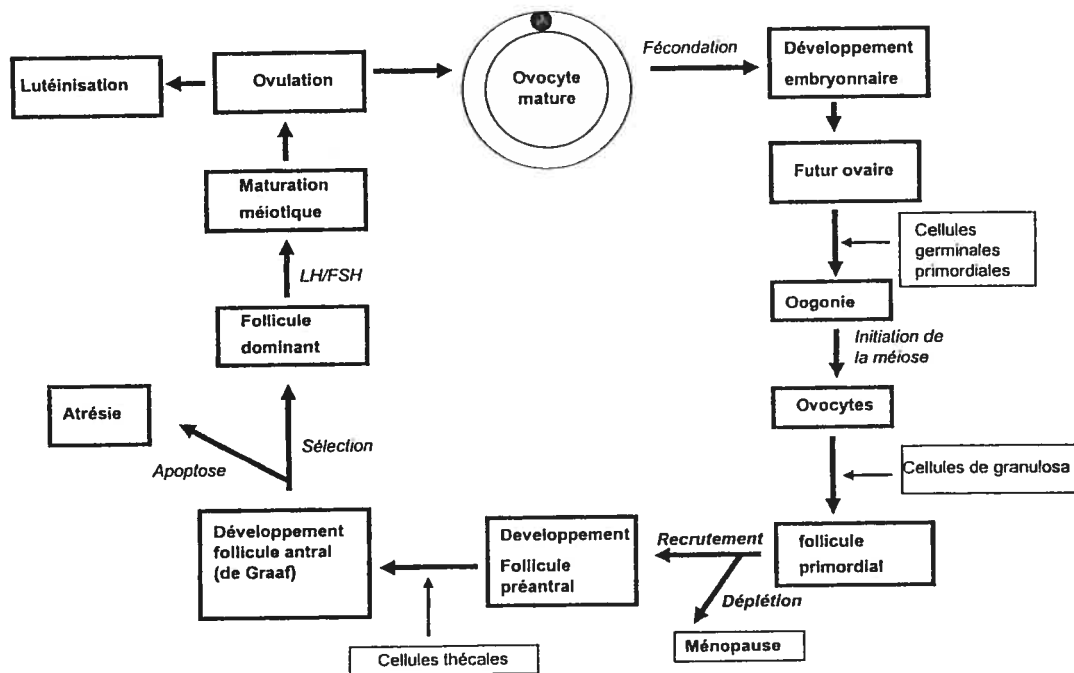 Lutéinisation
Ovulation
Ovocyte
mature
Fécondation
Développement
embryonnaire
Futur ovaire
Cellules
germinales
primordiales
Oogonie
Initiation de
la méiose
Ovocytes
Cellules de granulosa
follicule
primordial
Recrutement
Déplétion
Ménopause
Developpement
Follicule
préantral
Cellules thécales
Développement
follicule antral
(de Graaf)
Sélection
Apoptose
Atrésie
Follicule
dominant
LH/FSH
Maturation
méiotique